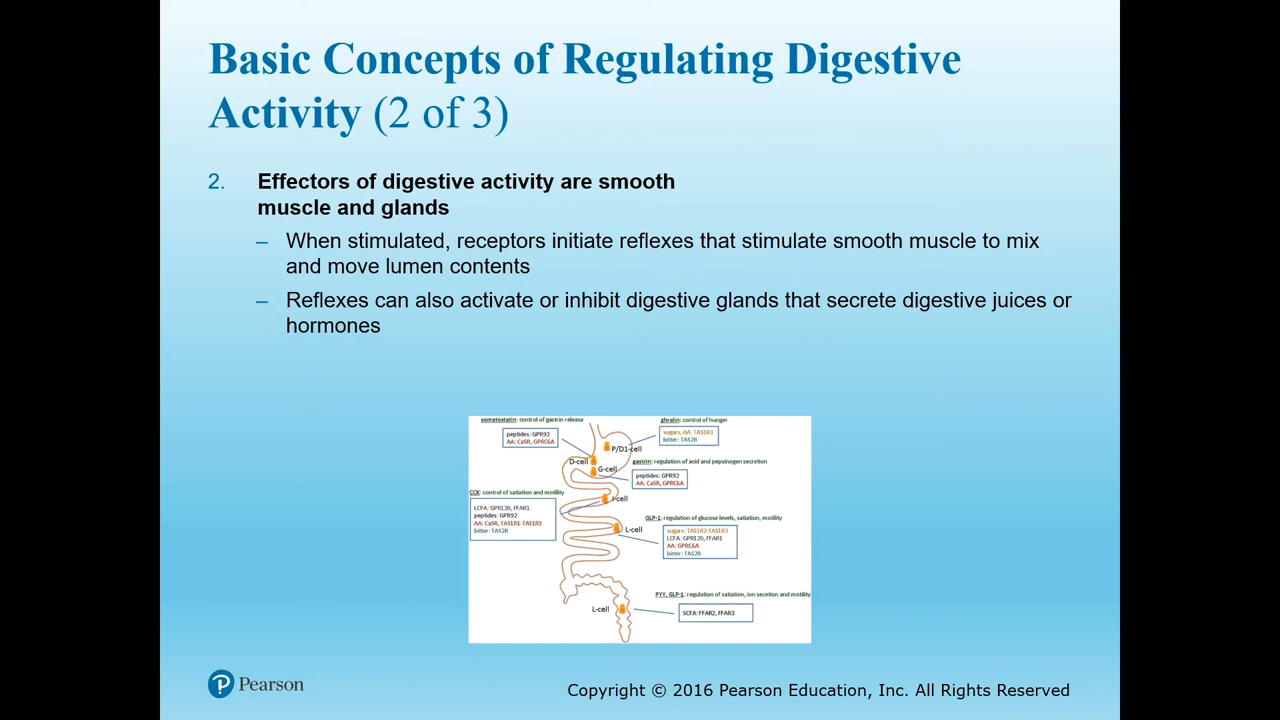 Basic Concepts of Regulating Digestive
Activity (2 of 3)
2. Effectors of digestive activity are smooth
muscle and glands
– When stimulated, receptors initiate reflexes that stimulate smooth muscle to mix
and move lumen contents
– Reflexes can also activate or inhibit digestive glands that secrete digestive juices or
hormones
somatostatin: control of gastrin release
peptides: GPR92
AA: CaSR, GPRC6A
ghrelin: control of hunger
sugars, AA: TAS1R3
bitter: TAS2R
P/D1-cell
D-cell
G-cell
gastrin: regulation of acid and pepsinogen secretion
peptides: GPR92
AA: CaSR, GPRC6A
CCK: control of satiation and motility
LCFA: GPR120, FFAR1
peptides: GPR92
AA: CaSR, TAS1R1-TAS1R3
bitter: TAS2R
I-cell
GLP-1: regulation of glucose levels, satiation, motility
L-cell
sugars: TAS1R2-TAS1R3
LCFA: GPR120, FFAR1
AA: GPRC6A
bitter: TAS2R
PYY, GLP-1: regulation of satiation, ion secetion and motility
L-cell
SCFA: FFAR2, FFAR3
P Pearson
Copyright © 2016 Pearson Education, Inc. All Rights Reserved